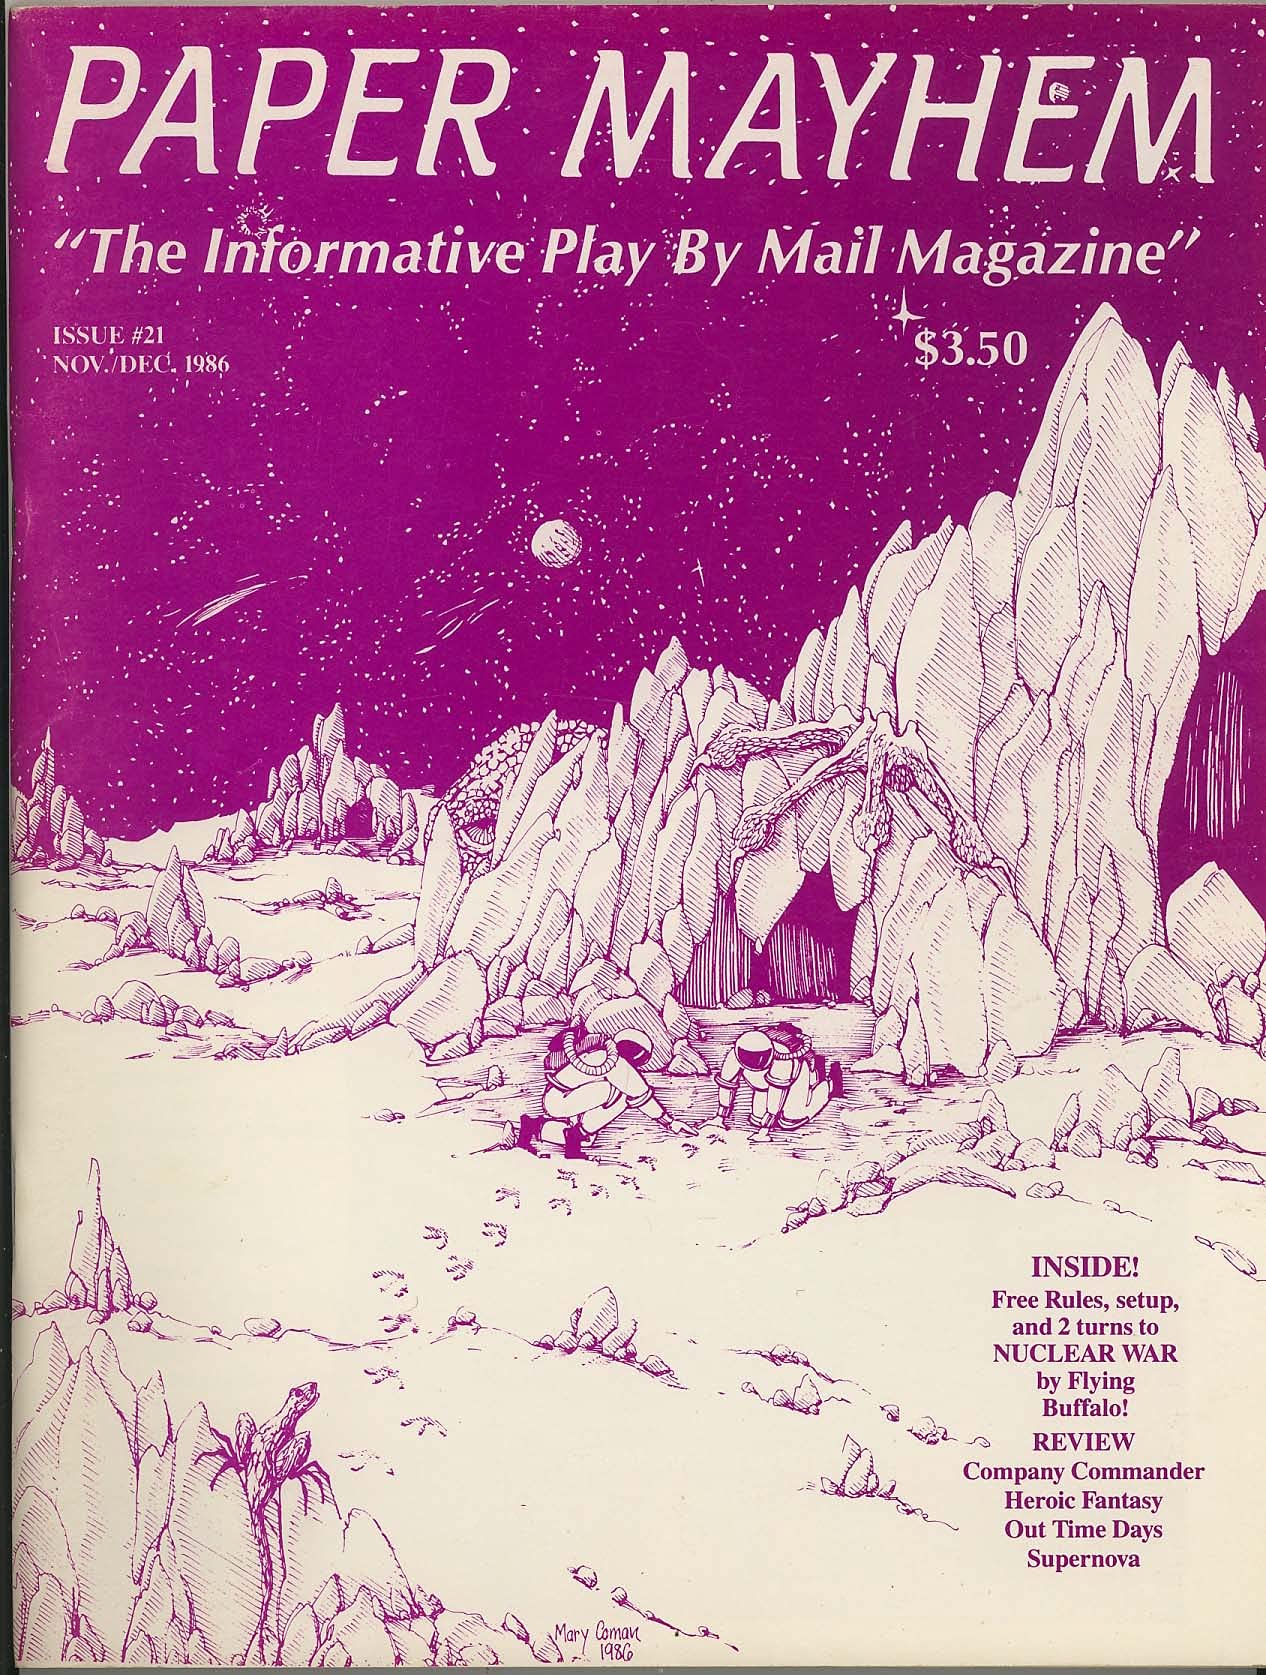 PAPER MAYHEM
"The Informative Play By Mail Magazine"
ISSUE #21
NOV./DEC. 1986
$3.50
INSIDE!
Free Rules, setup,
and 2 turns to
NUCLEAR WAR
by Flying
Buffalo!
REVIEW
Company Commander
Heroic Fantasy
Out Time Days
Supernova
Mary Coman
1986